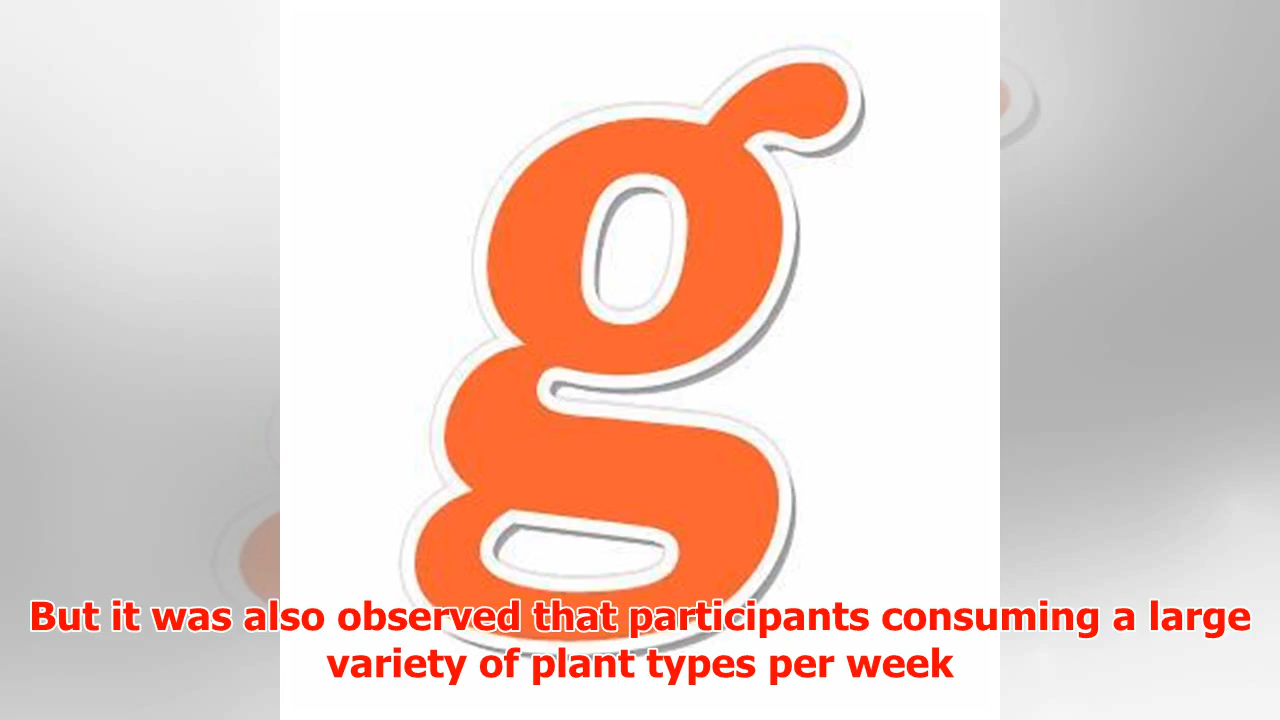 g
But it was also observed that participants consuming a large
variety of plant types per week